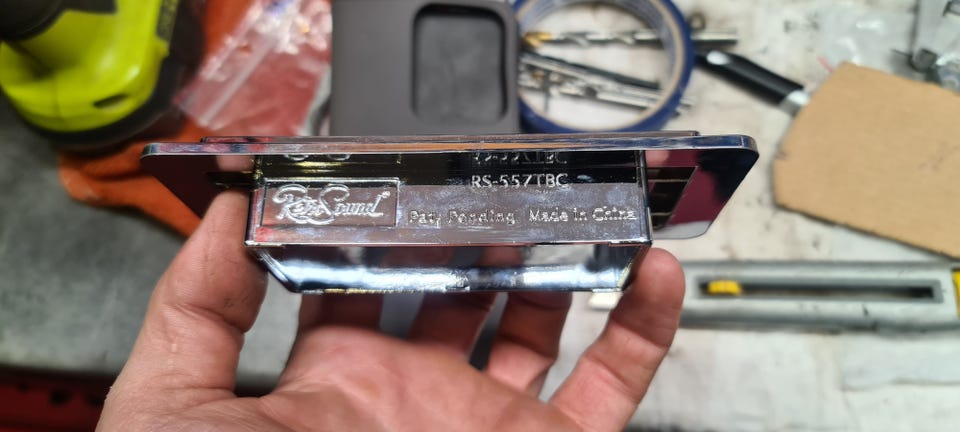 RS-557TBC
RetroSound®
Pat. Pending Made in China